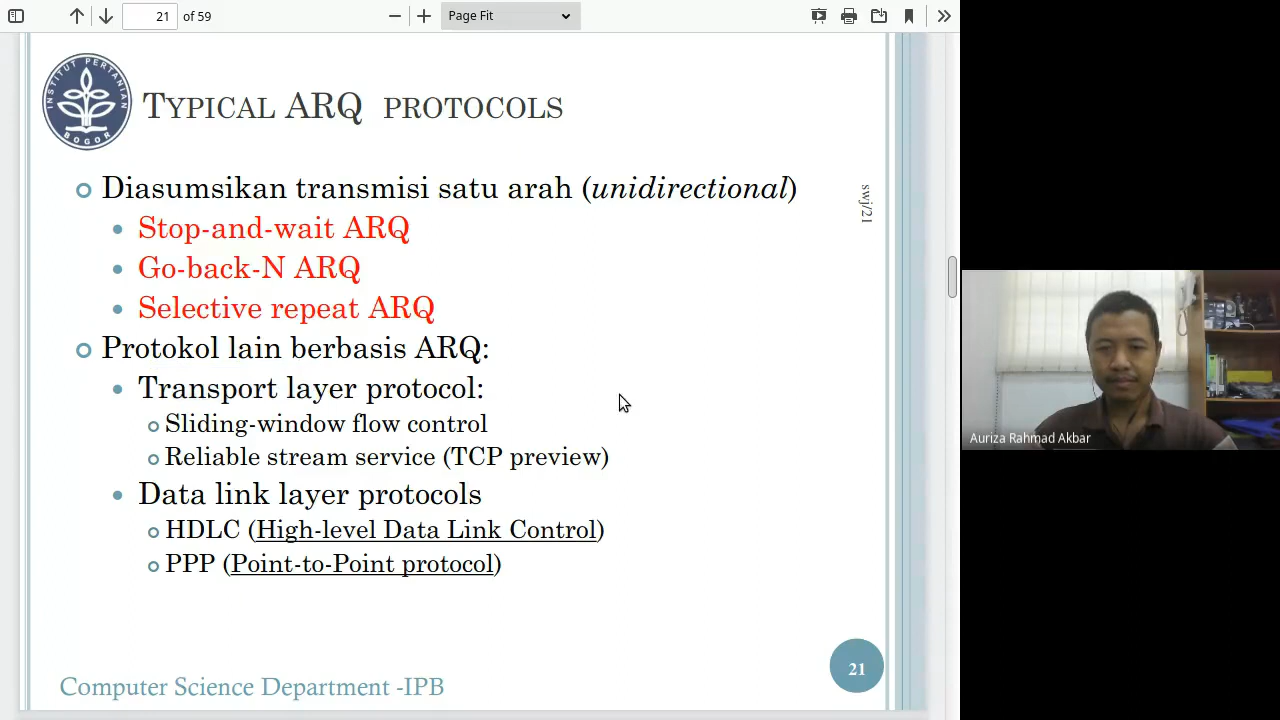 21 of 59
Page Fit
INSTITUT PERTANIAN
BOGOR
TYPICAL ARQ PROTOCOLS
Diasumsikan transmisi satu arah (unidirectional)
Stop-and-wait ARQ
Go-back-N ARQ
Selective repeat ARQ
Protokol lain berbasis ARQ:
Transport layer protocol:
Sliding-window flow control
Reliable stream service (TCP preview)
Data link layer protocols
HDLC (High-level Data Link Control)
PPP (Point-to-Point protocol)
swj/21
21
Computer Science Department -IPB
Auriza Rahmad Akbar